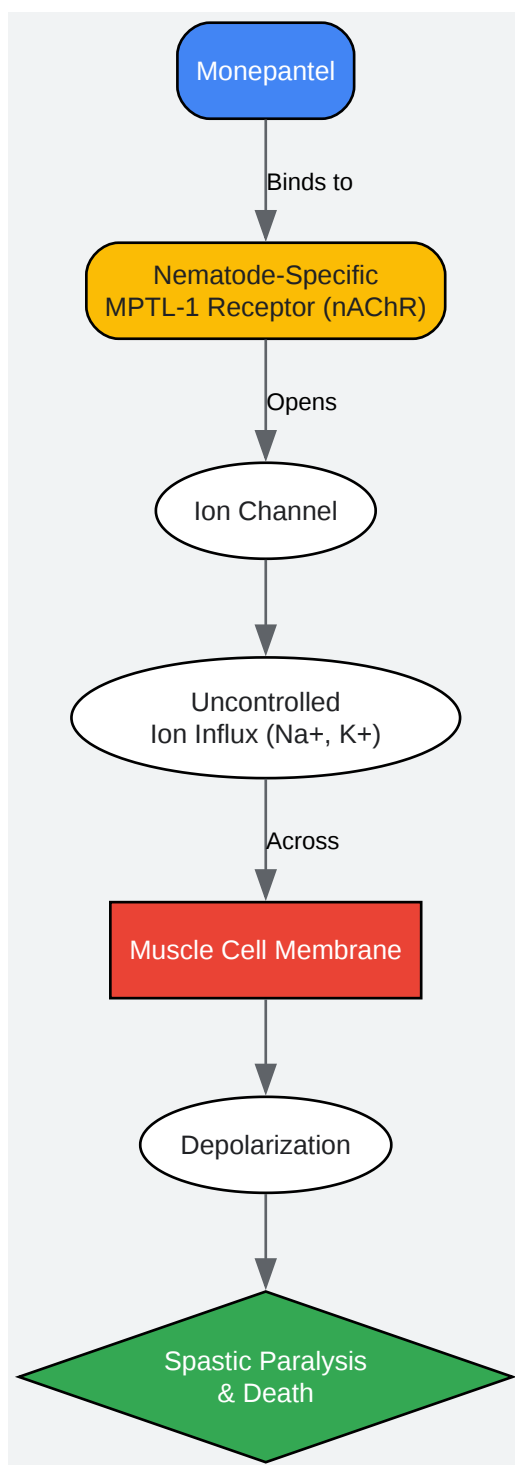 Monepantel
Binds to
Nematode-Specific
MPTL-1 Receptor (nAChR)
Opens
Ion Channel
Uncontrolled
Ion Influx (Na+, K+)
Across
Muscle Cell Membrane
Depolarization
Spastic Paralysis
& Death